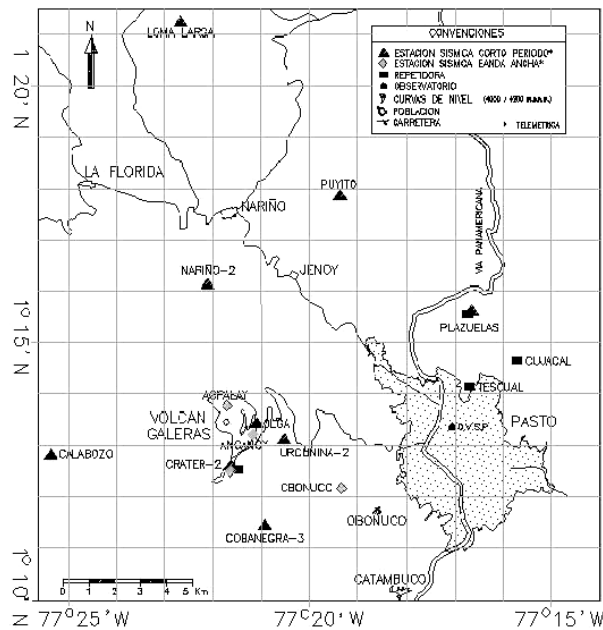 CONVENCIONES
ESTACION SISMICA CORTO PERIODO*
ESTACION SISMICA BANDA ANCHA*
REPETIDORA
OBSERVATORIO
CURVAS DE NIVEL
POBLACION
CARRETERA
TELEMETRICA
N
LOMA LARGA
1 20' N
LA FLORIDA
PUYITO
NARIÑO
VIA PANAMERICANA
NARIÑO-2
JENOY
PLAZUELAS
1° 15' N
CUJACAL
TESCUAL
VOLCAN
GALERAS
OLGA
PASTO
O.V.S.P
URCUNINA-2
CALABOZO
CRATER-2
OBONUCO
COBANEGRA-3
CATAMBUCO
1° 10' N
0 1 2 3 4 5 Km
77°25' W
77°20' W
77°15' W